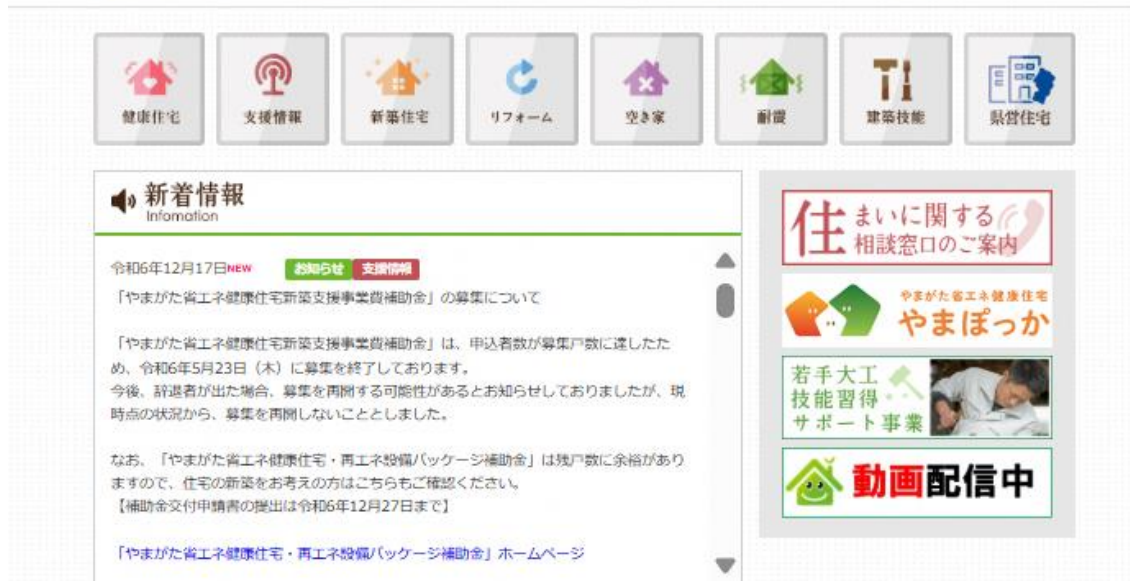 健康住宅
支援情報
新築住宅
リフォーム
空き家
耐震
建築技能
県営住宅
新着情報
Infomation
令和6年12月17日NEW お知らせ 支援情報
「やまがた省エネ健康住宅新築支援事業費補助金」の募集について
「やまがた省エネ健康住宅新築支援事業費補助金」は、申込者数が募集戸数に達したた
め、令和6年5月23日（木）に募集を終了しております。
今後、辞退者が出た場合、募集を再開する可能性があるとお知らせしておりましたが、現
時点の状況から、募集を再開しないこととしました。
なお、「やまがた省エネ健康住宅・再エネ設備パッケージ補助金」は残戸数に余裕があり
ますので、住宅の新築をお考えの方はこちらもご確認ください。
【補助金交付申請書の提出は令和6年12月27日まで】
「やまがた省エネ健康住宅・再エネ設備パッケージ補助金」ホームページ
住まいに関する
相談窓口のご案内
やまがた省エネ健康住宅
やまぽっか
若手大工
技能習得
サポート事業
動画配信中